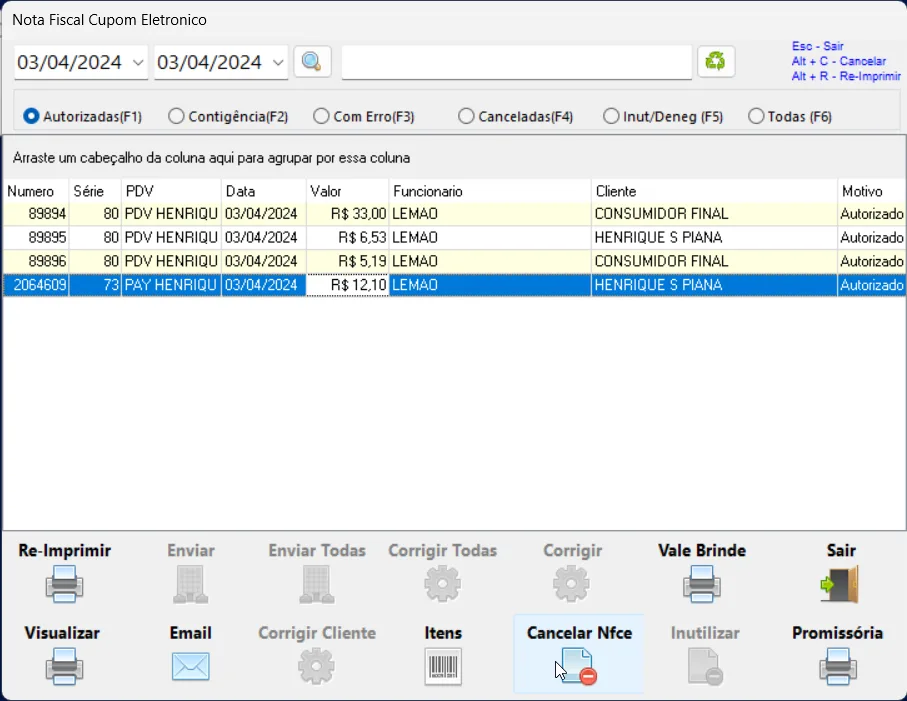 Nota Fiscal Cupom Eletronico
03/04/2024 03/04/2024
Esc - Sair
Alt + C - Cancelar
Alt + R - Re-Imprimir
Autorizadas(F1) Contigência(F2) Com Erro(F3) Canceladas(F4) Inut/Deneg (F5) Todas (F6)
Arraste um cabeçalho da coluna aqui para agrupar por essa coluna
Numero Série PDV Data Valor Funcionario Cliente Motivo
89894 80 PDV HENRIQU 03/04/2024 R$ 33,00 LEMAO CONSUMIDOR FINAL Autorizado
89895 80 PDV HENRIQU 03/04/2024 R$ 6,53 LEMAO HENRIQUE S PIANA Autorizado
89896 80 PDV HENRIQU 03/04/2024 R$ 5,19 LEMAO CONSUMIDOR FINAL Autorizado
2064609 73 PAY HENRIQU 03/04/2024 R$ 12,10 LEMAO HENRIQUE S PIANA Autorizado
Re-Imprimir Enviar Enviar Todas Corrigir Todas Corrigir Vale Brinde Sair
Visualizar Email Corrigir Cliente Itens Cancelar Nfce Inutilizar Promissória